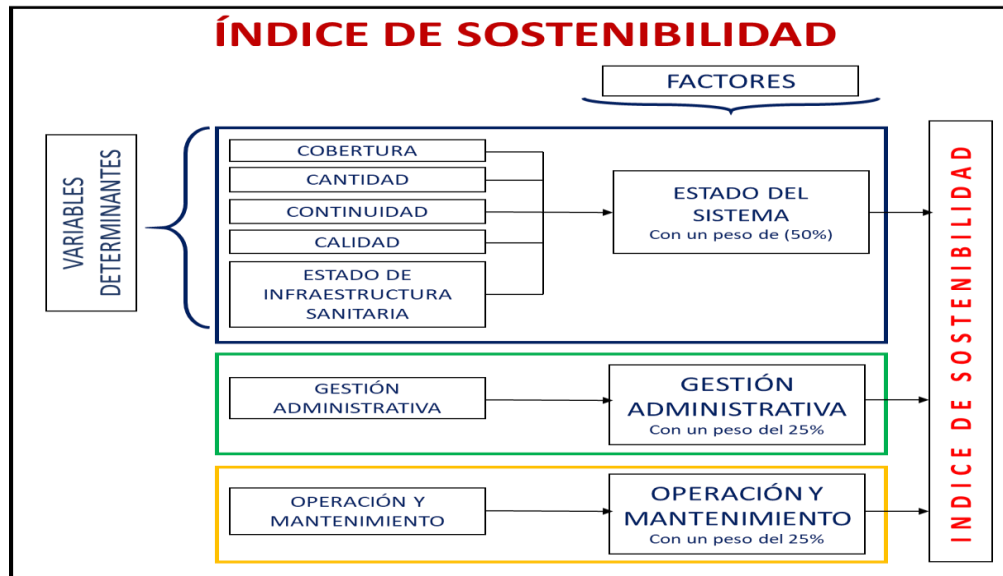 ÍNDICE DE SOSTENIBILIDAD
FACTORES
VARIABLES
DETERMINANTES
COBERTURA
CANTIDAD
CONTINUIDAD
CALIDAD
ESTADO DE
INFRAESTRUCTURA
SANITARIA
ESTADO DEL
SISTEMA
Con un peso de (50%)
GESTIÓN
ADMINISTRATIVA
GESTIÓN
ADMINISTRATIVA
Con un peso del 25%
OPERACIÓN Y
MANTENIMIENTO
OPERACIÓN Y
MANTENIMIENTO
Con un peso del 25%
INDICE DE SOSTENIBILIDAD